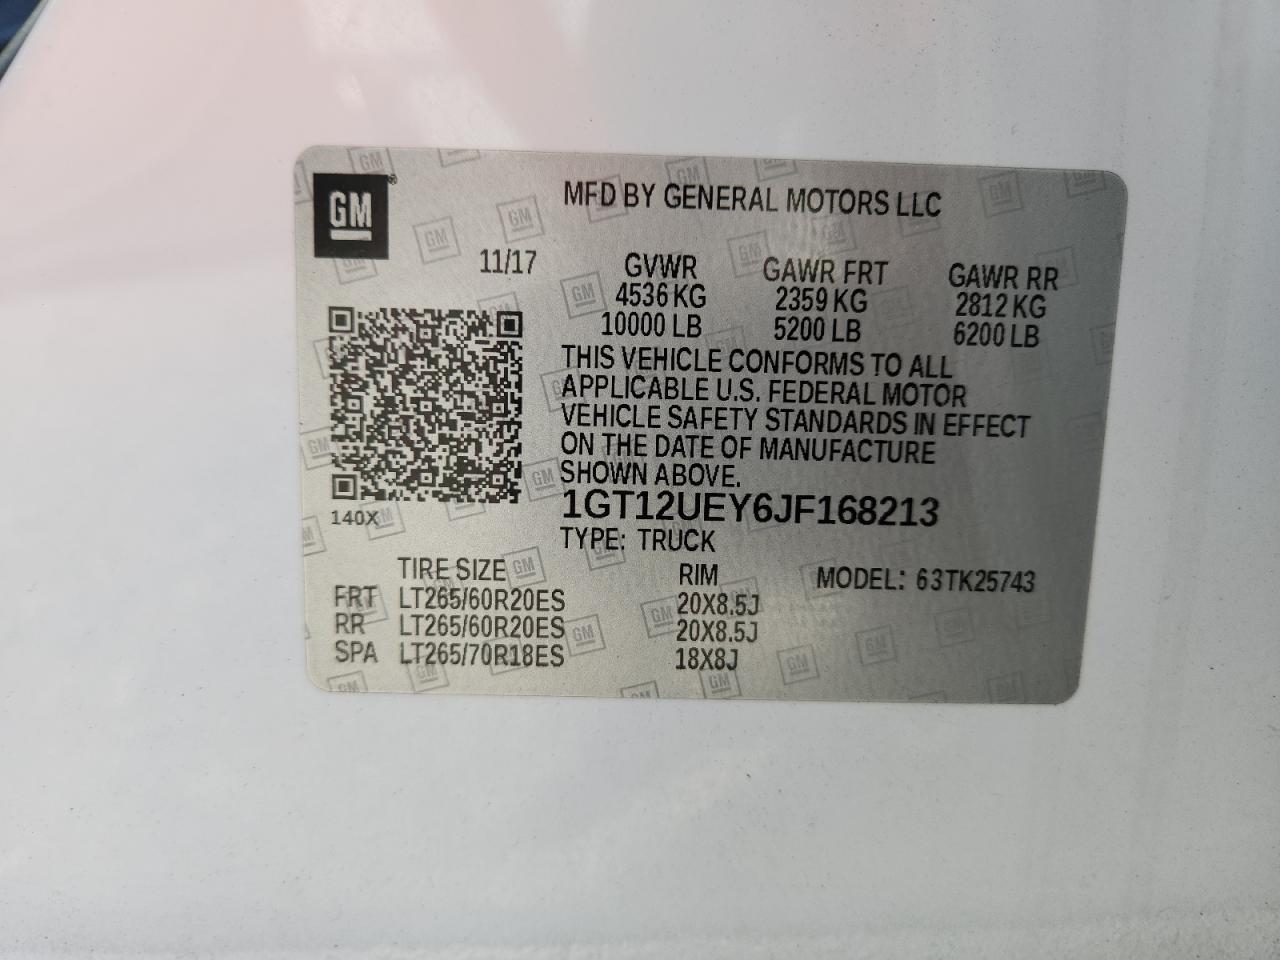 GM
MFD BY GENERAL MOTORS LLC
11/17
GVWR GAWR FRT GAWR RR
4536 KG 2359 KG 2812 KG
10000 LB 5200 LB 6200 LB
THIS VEHICLE CONFORMS TO ALL
APPLICABLE U.S. FEDERAL MOTOR
VEHICLE SAFETY STANDARDS IN EFFECT
ON THE DATE OF MANUFACTURE
SHOWN ABOVE.
140X
1GT12UEY6JF168213
TYPE: TRUCK
TIRE SIZE RIM MODEL: 63TK25743
FRT LT265/60R20ES 20X8.5J
RR LT265/60R20ES 20X8.5J
SPA LT265/70R18ES 18X8J